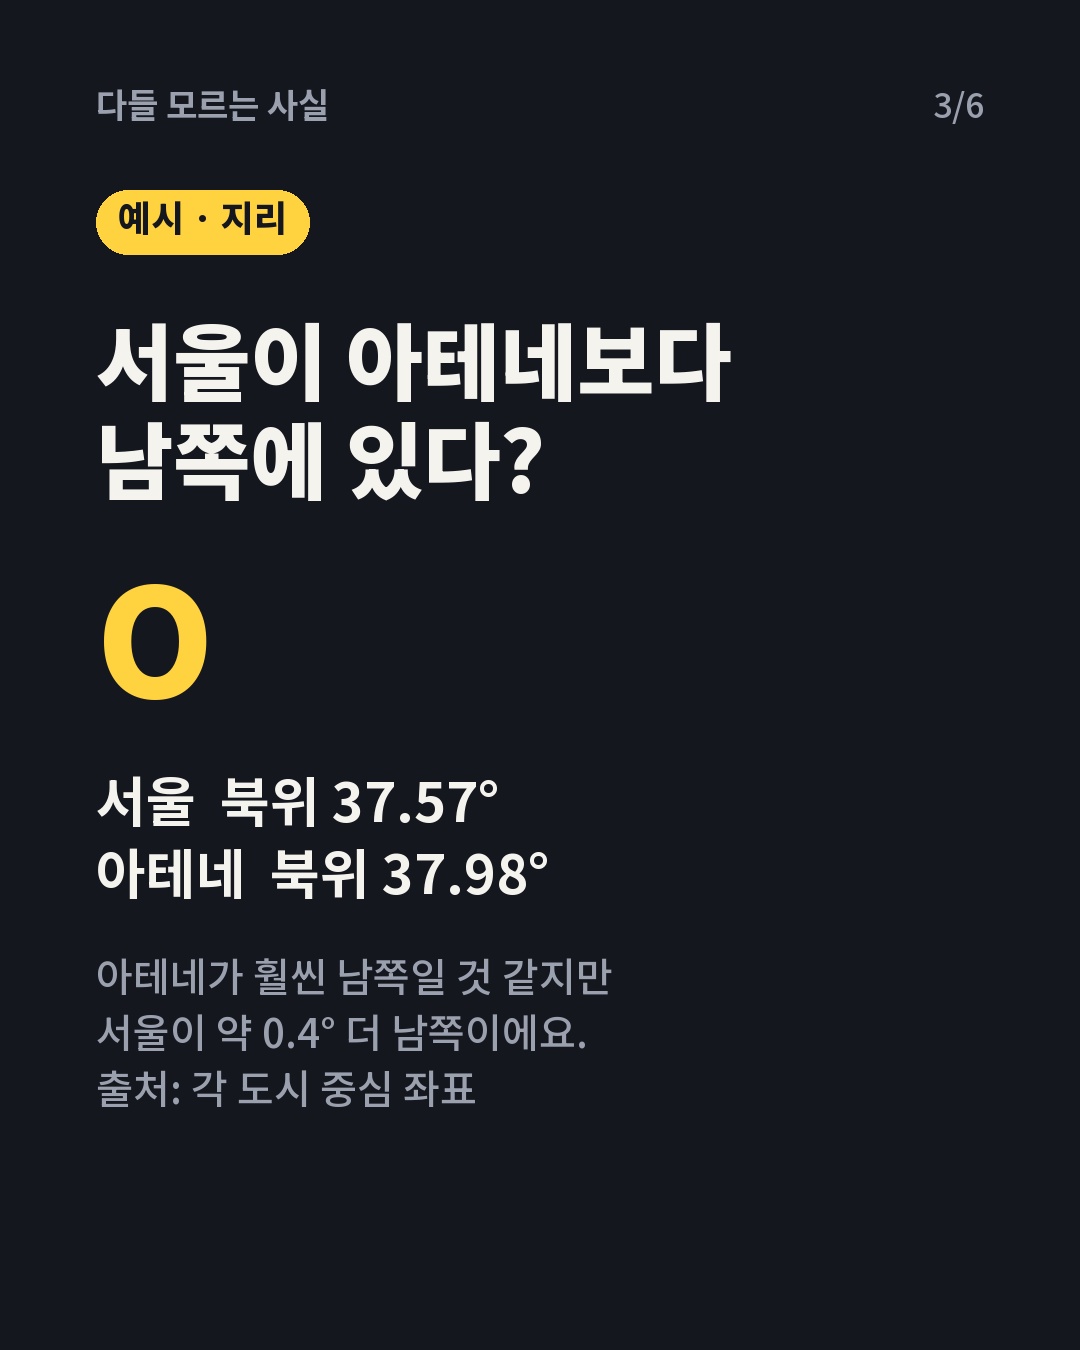 다들 모르는 사실
3/6
예시 · 지리
서울이 아테네보다
남쪽에 있다?
O
서울 북위 37.57°
아테네 북위 37.98°
아테네가 훨씬 남쪽일 것 같지만
서울이 약 0.4° 더 남쪽이에요.
출처: 각 도시 중심 좌표